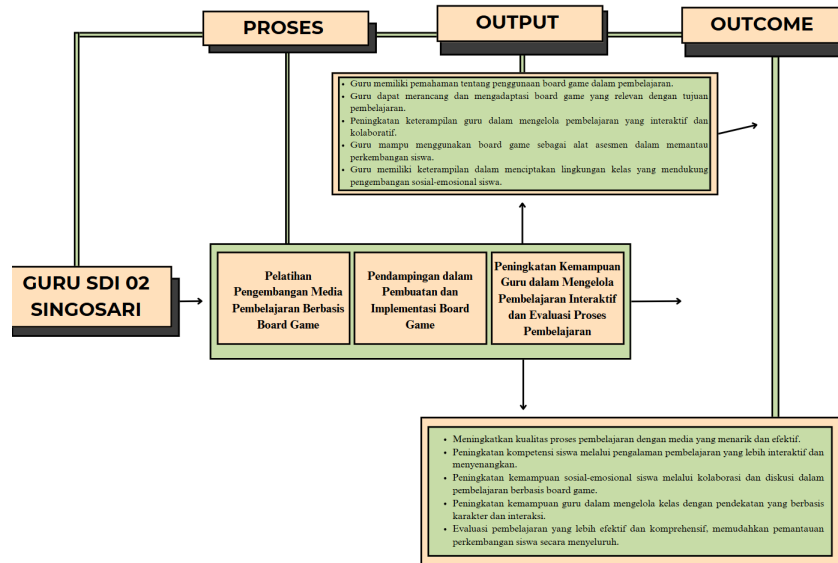 PROSES
OUTPUT
OUTCOME
• Guru memiliki pemahaman tentang penggunaan board game dalam pembelajaran.
• Guru dapat merancang dan mengadaptasi board game yang relevan dengan tujuan
pembelajaran.
• Peningkatan keterampilan guru dalam mengelola pembelajaran yang interaktif dan
kolaboratif.
• Guru mampu menggunakan board game sebagai alat asesmen dalam memantau
perkembangan siswa.
• Guru memiliki keterampilan dalam menciptakan lingkungan kelas yang mendukung
pengembangan sosial-emosional siswa.
GURU SDI 02
SINGOSARI
Pelatihan
Pengembangan Media
Pembelajaran Berbasis
Board Game
Pendampingan dalam
Pembuatan dan
Implementasi Board
Game
Peningkatan Kemampuan
Guru dalam Mengelola
Pembelajaran Interaktif
dan Evaluasi Proses
Pembelajaran
• Meningkatkan kualitas proses pembelajaran dengan media yang menarik dan efektif.
• Peningkatan kompetensi siswa melalui pengalaman pembelajaran yang lebih interaktif dan
menyenangkan.
• Peningkatan kemampuan sosial-emosional siswa melalui kolaborasi dan diskusi dalam
pembelajaran berbasis board game.
• Peningkatan kemampuan guru dalam mengelola kelas dengan pendekatan yang berbasis
karakter dan interaksi.
• Evaluasi pembelajaran yang lebih efektif dan komprehensif, memudahkan pemantauan
perkembangan siswa secara menyeluruh.